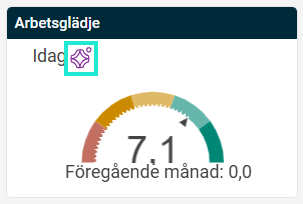 Arbetsglädje
Idag
7,1
Föregående månad: 0,0